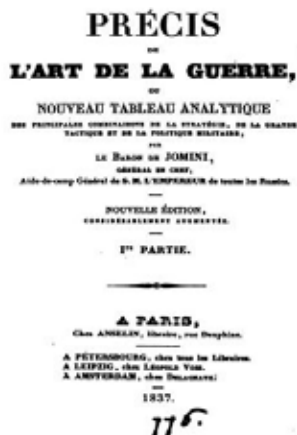 PRÉCIS
DE
L'ART DE LA GUERRE,
OU
NOUVEAU TABLEAU ANALYTIQUE
DES PRINCIPALES COMBINAISONS DE LA STRATÉGIE, DE LA GRANDE
TACTIQUE ET DE LA POLITIQUE MILITAIRE,
PAR
LE BARON DE JOMINI,
GÉNÉRAL EN CHEF,
Aide-de-camp Général de S. M. L'EMPEREUR de toutes les Russies.
NOUVELLE ÉDITION,
CONSIDÉRABLEMENT AUGMENTÉE.
Ire PARTIE.
A PARIS,
Chez ANSELIN, libraire, rue Dauphine.
A PÉTERSBOURG, chez tous les Libraires.
A LEIPZIG, chez LÉOPOLD VOSS.
A AMSTERDAM, chez DELACHAUX;
1837.